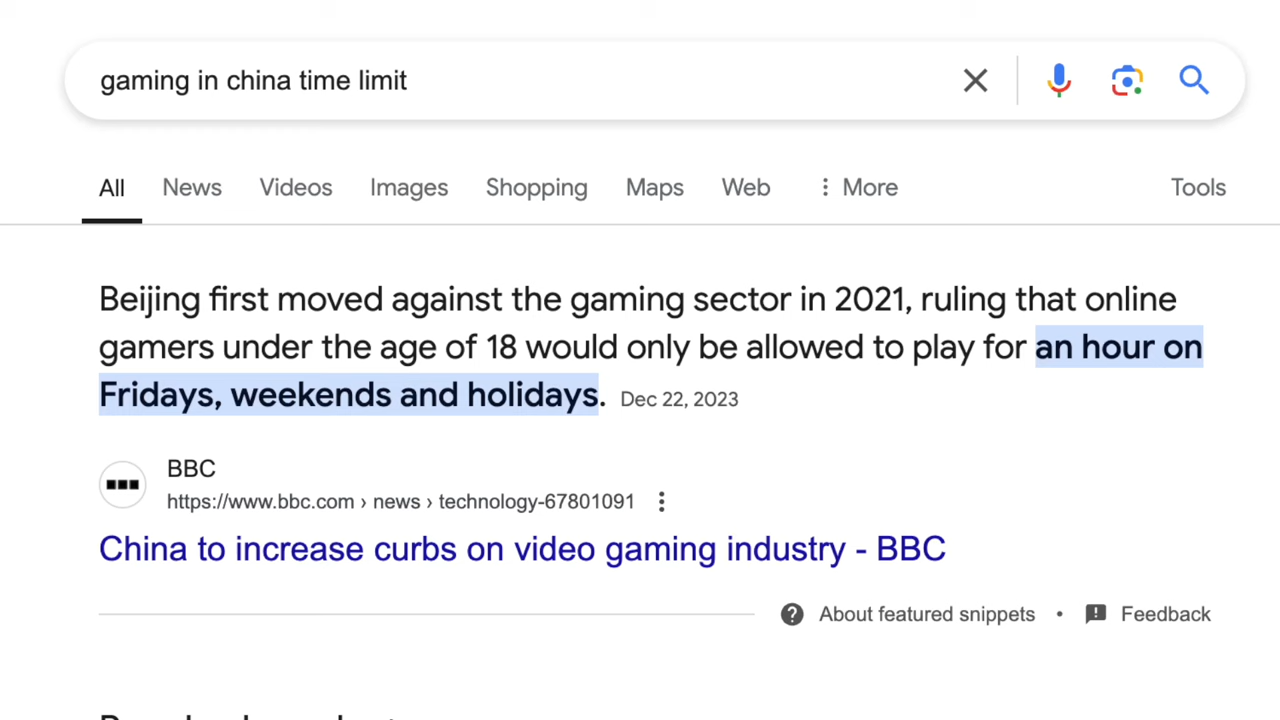 gaming in china time limit
All News Videos Images Shopping Maps Web More Tools
Beijing first moved against the gaming sector in 2021, ruling that online
gamers under the age of 18 would only be allowed to play for an hour on
Fridays, weekends and holidays. Dec 22, 2023
BBC
https://www.bbc.com › news › technology-67801091
China to increase curbs on video gaming industry - BBC
About featured snippets • Feedback